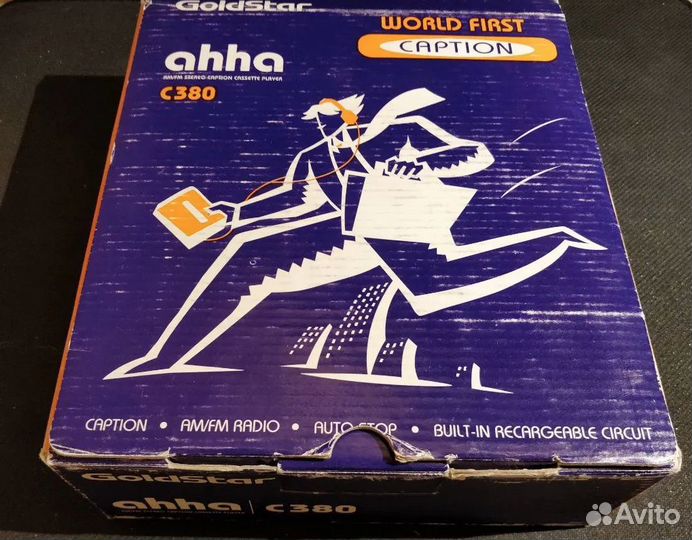 GoldStar
WORLD FIRST
CAPTION
ahha
AM/FM STEREO CAPTION CASSETTE PLAYER
C380
CAPTION • AM/FM RADIO • AUTO STOP • BUILT-IN RECARGEABLE CIRCUIT
GoldStar
ahha | C380
Avito